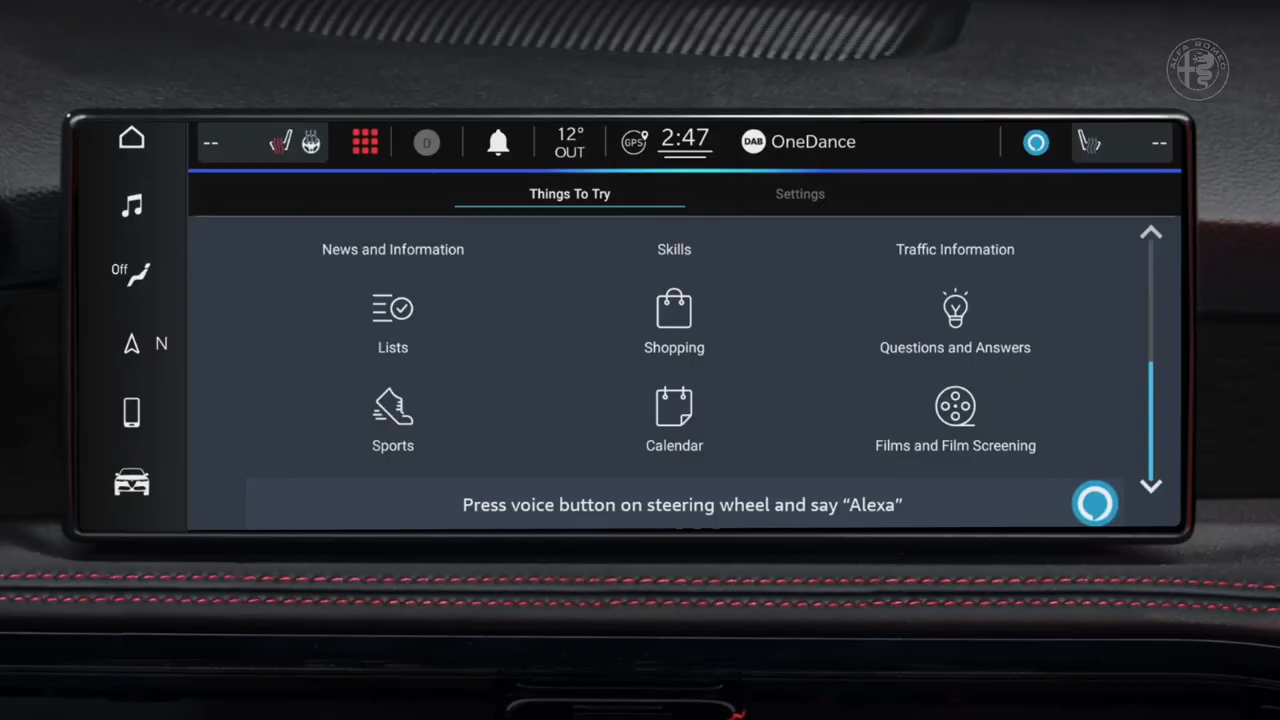 ALFA ROMEO
--
D
12°
OUT
GPS
2:47
DAB
OneDance
--
Things To Try
Settings
Off
N
News and Information
Skills
Traffic Information
Lists
Shopping
Questions and Answers
Sports
Calendar
Films and Film Screening
Press voice button on steering wheel and say “Alexa”